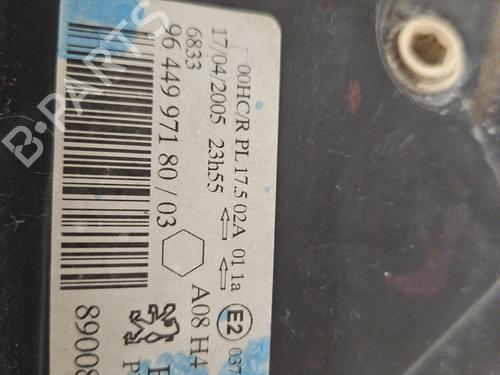 00HC/R PL 17.5 02A 01 1a
17/04/2005 23h55
6833
96 449 971 80 / 03
E2
037
A08 H4
89008
B-PARTS